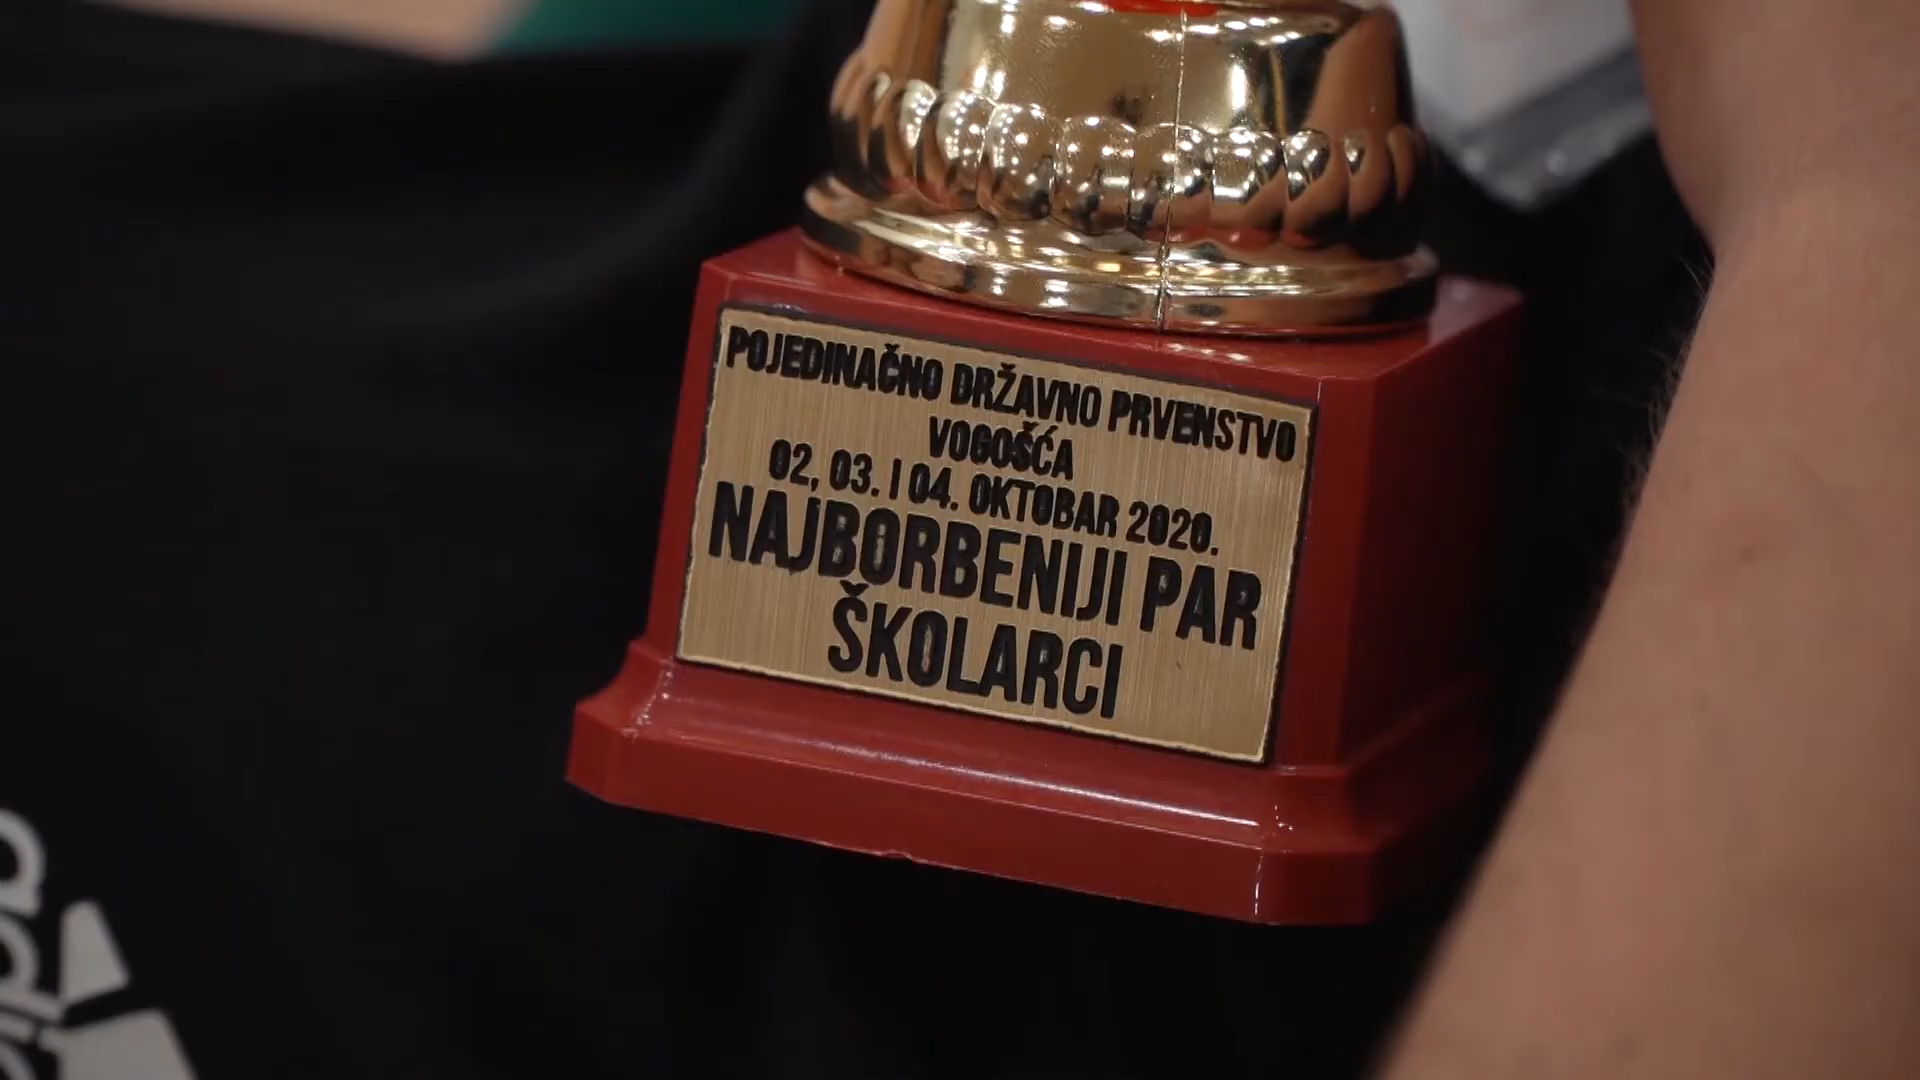 POJEDINAČNO DRŽAVNO PRVENSTVO
VOGOŠĆA
02, 03. I 04. OKTOBAR 2020.
NAJBORBENIJI PAR
ŠKOLARCI